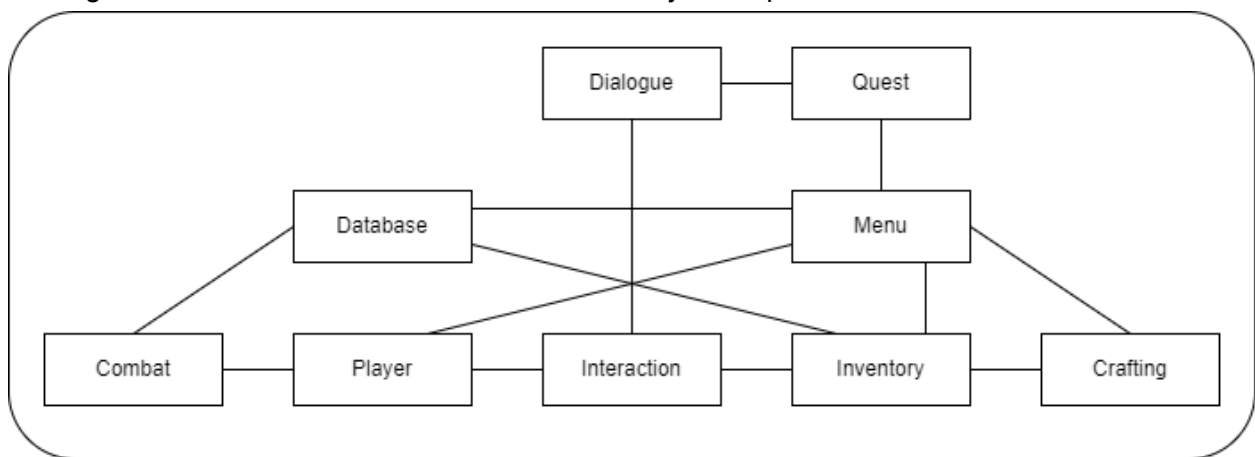 Dialogue
Quest
Database
Menu
Combat
Player
Interaction
Inventory
Crafting